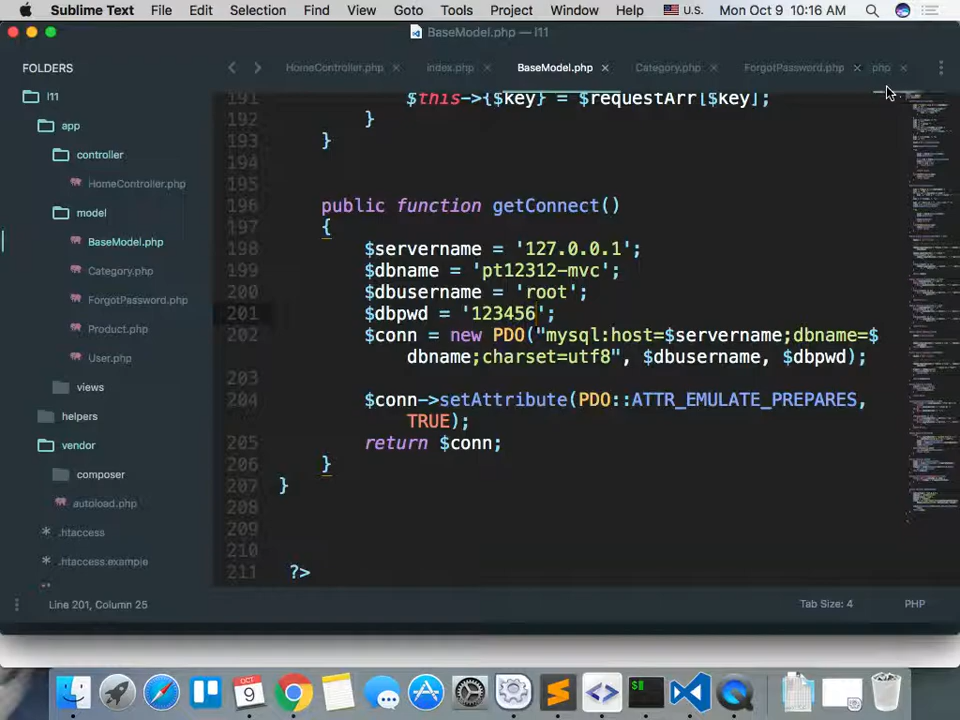 Sublime Text File Edit Selection Find View Goto Tools Project Window Help U.S. Mon Oct 9 10:16 AM
BaseModel.php — l11
FOLDERS
l11
app
controller
HomeController.php
model
BaseModel.php
Category.php
ForgotPassword.php
Product.php
User.php
views
helpers
vendor
composer
autoload.php
.htaccess
.htaccess.example
HomeController.php index.php BaseModel.php Category.php ForgotPassword.php php
191 $this->{$key} = $requestArr[$key];
192 }
193 }
194
195
196 public function getConnect()
197 {
198 $servername = '127.0.0.1';
199 $dbname = 'pt12312-mvc';
200 $dbusername = 'root';
201 $dbpwd = '123456';
202 $conn = new PDO("mysql:host=$servername;dbname=$
dbname;charset=utf8", $dbusername, $dbpwd);
203
204 $conn->setAttribute(PDO::ATTR_EMULATE_PREPARES,
TRUE);
205 return $conn;
206 }
207 }
208
209
210
211 ?>
Line 201, Column 25 Tab Size: 4 PHP